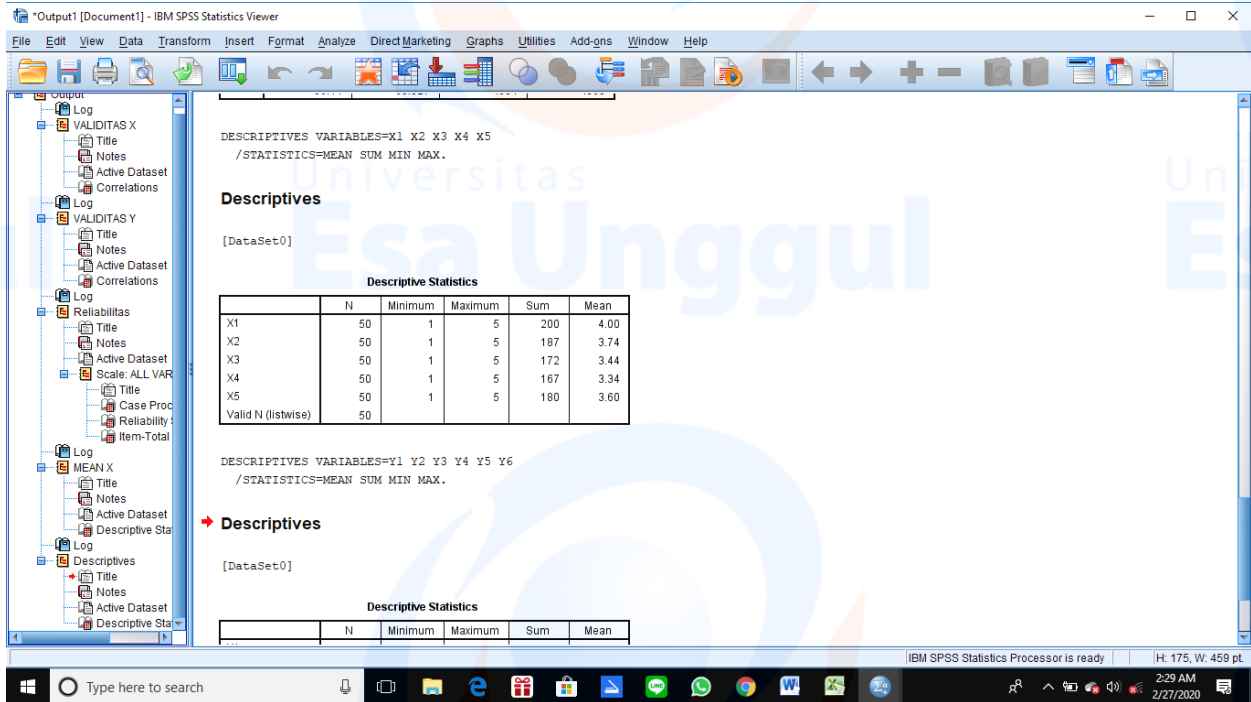 *Output1 [Document1] - IBM SPSS Statistics Viewer
File Edit View Data Transform Insert Format Analyze Direct Marketing Graphs Utilities Add-ons Window Help
Output
Log
VALIDITAS X
Title
Notes
Active Dataset
Correlations
Log
VALIDITAS Y
Title
Notes
Active Dataset
Correlations
Log
Reliabilitas
Title
Notes
Active Dataset
Scale: ALL VAR
Title
Case Proc
Reliability
Item-Total
Log
MEAN X
Title
Notes
Active Dataset
Descriptive Sta
Log
Descriptives
Title
Notes
Active Dataset
Descriptive Sta
DESCRIPTIVES VARIABLES=X1 X2 X3 X4 X5
/STATISTICS=MEAN SUM MIN MAX.
Descriptives
[DataSet0]
Descriptive Statistics
N Minimum Maximum Sum Mean
X1 50 1 5 200 4.00
X2 50 1 5 187 3.74
X3 50 1 5 172 3.44
X4 50 1 5 167 3.34
X5 50 1 5 180 3.60
Valid N (listwise) 50
DESCRIPTIVES VARIABLES=Y1 Y2 Y3 Y4 Y5 Y6
/STATISTICS=MEAN SUM MIN MAX.
Descriptives
[DataSet0]
Descriptive Statistics
N Minimum Maximum Sum Mean
Universitas
Esa Unggul
IBM SPSS Statistics Processor is ready H: 175, W: 459 pt.
Type here to search
LINE
2:29 AM
2/27/2020